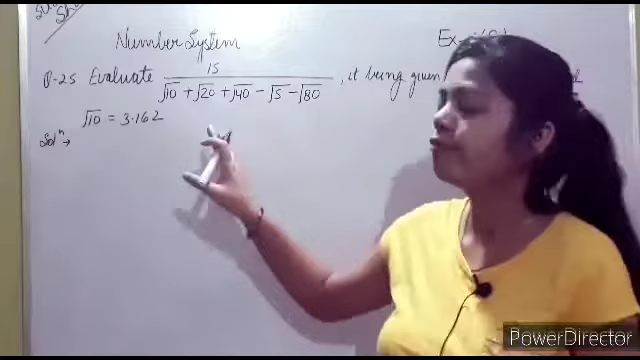 Number System
Q-25 Evaluate 15 / √10 + √20 + √40 - √5 - √80 , it being given
√10 = 3.162
Solⁿ →
PowerDirector